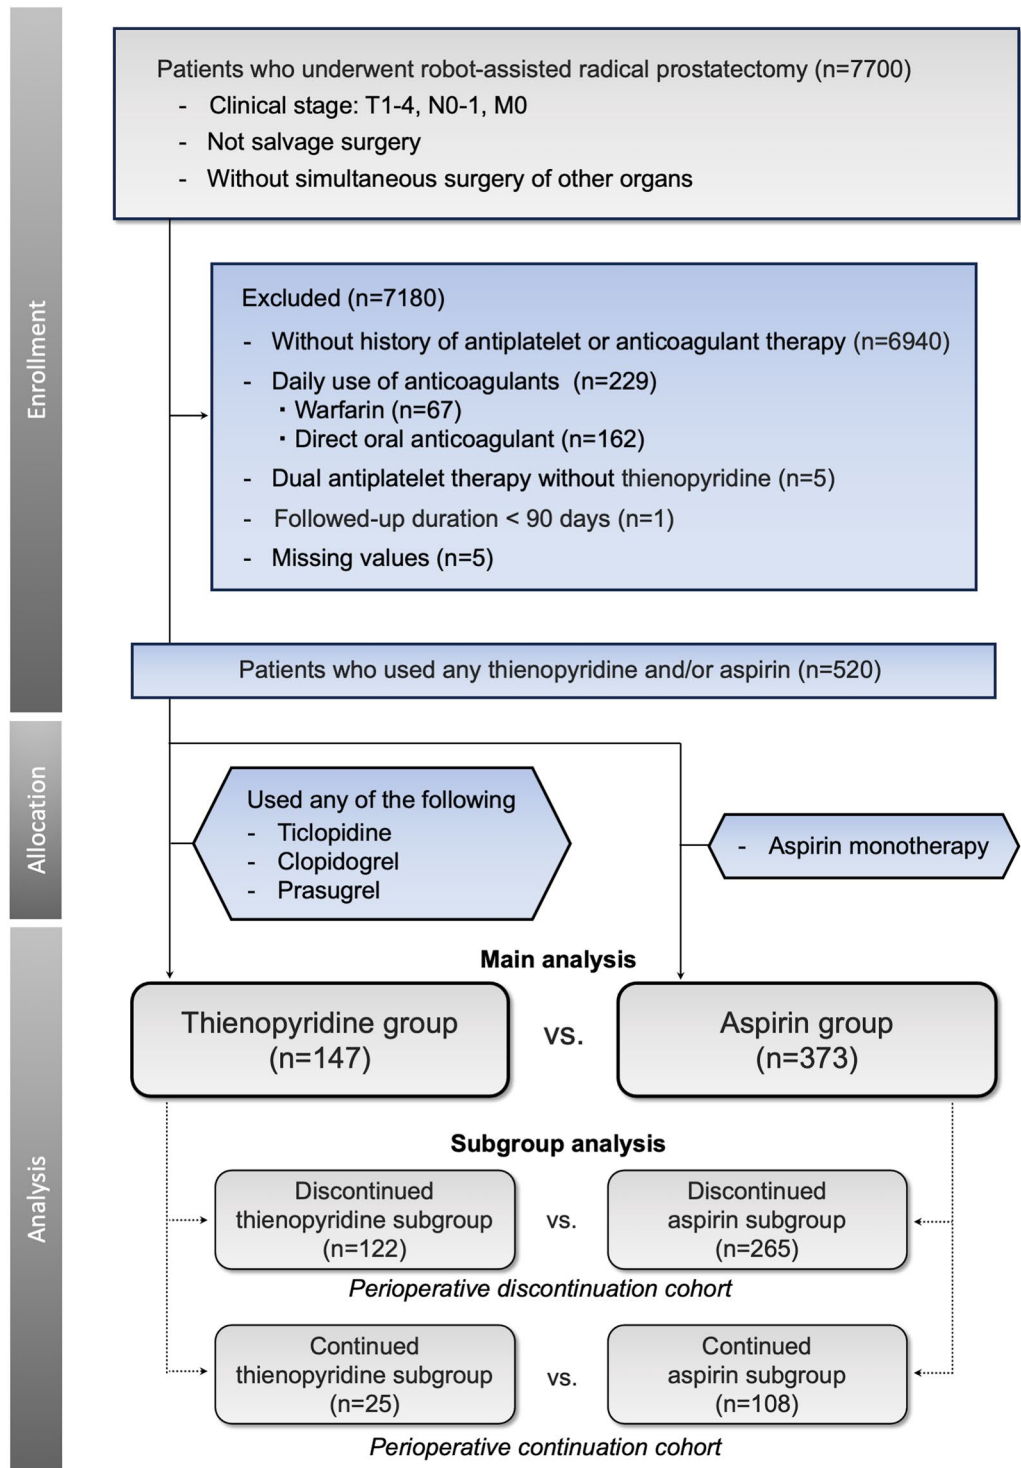 Enrollment
Patients who underwent robot-assisted radical prostatectomy (n=7700)
- Clinical stage: T1-4, N0-1, M0
- Not salvage surgery
- Without simultaneous surgery of other organs
Excluded (n=7180)
- Without history of antiplatelet or anticoagulant therapy (n=6940)
- Daily use of anticoagulants (n=229)
・Warfarin (n=67)
・Direct oral anticoagulant (n=162)
- Dual antiplatelet therapy without thienopyridine (n=5)
- Followed-up duration < 90 days (n=1)
- Missing values (n=5)
Patients who used any thienopyridine and/or aspirin (n=520)
Allocation
Used any of the following
- Ticlopidine
- Clopidogrel
- Prasugrel
- Aspirin monotherapy
Analysis
Main analysis
Thienopyridine group
(n=147)
vs.
Aspirin group
(n=373)
Subgroup analysis
Discontinued
thienopyridine subgroup
(n=122)
vs.
Discontinued
aspirin subgroup
(n=265)
Perioperative discontinuation cohort
Continued
thienopyridine subgroup
(n=25)
vs.
Continued
aspirin subgroup
(n=108)
Perioperative continuation cohort